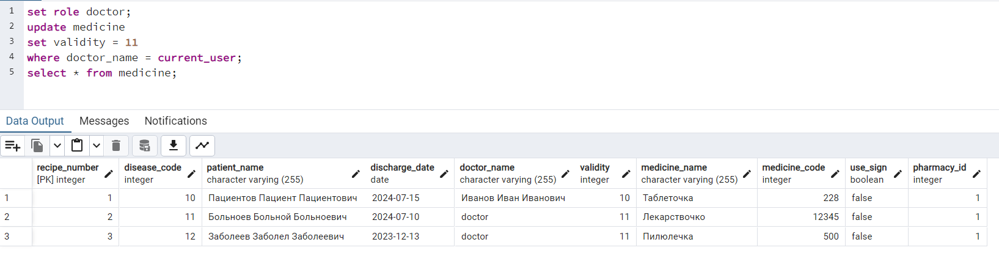 1 set role doctor;
2 update medicine
3 set validity = 11
4 where doctor_name = current_user;
5 select * from medicine;
Data Output Messages Notifications
recipe_number disease_code patient_name discharge_date doctor_name validity medicine_name medicine_code use_sign pharmacy_id
[PK] integer integer character varying (255) date character varying (255) integer character varying (255) integer boolean integer
1 1 10 Пациентов Пациент Пациентович 2024-07-15 Иванов Иван Иванович 10 Таблеточка 228 false 1
2 2 11 Больноев Больной Больноевич 2024-07-10 doctor 11 Лекарствочко 12345 false 1
3 3 12 Заболеев Заболел Заболеевич 2023-12-13 doctor 11 Пилюлечка 500 false 1